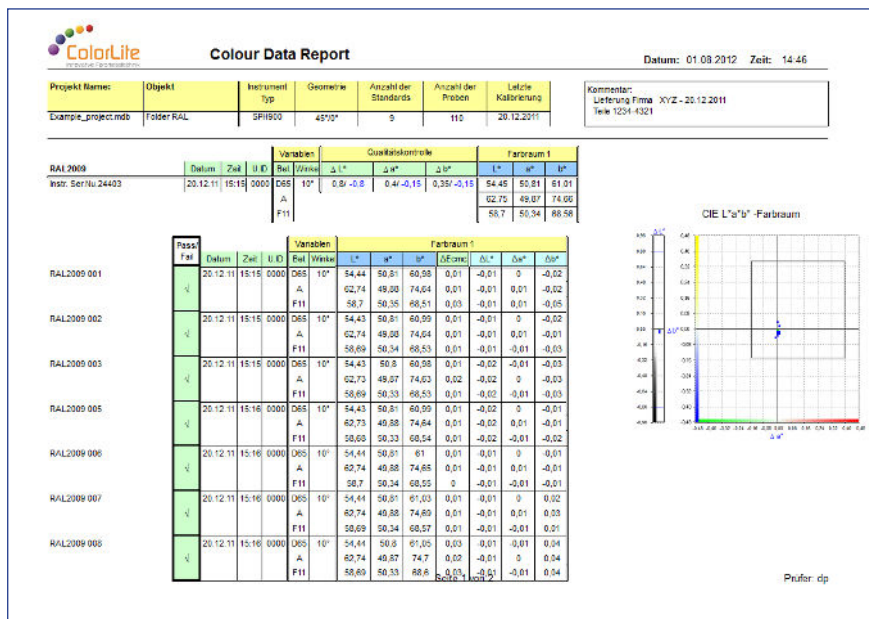 ColorLite
Colour Data Report
Datum: 01.08.2012 Zeit: 14:46
Projekt Name: Objekt Instrument Typ Geometrie Anzahl der Standards Anzahl der Proben Letzte Kalibrierung
Example_project.mdb Folder RAL SPH900 45°/0° 9 110 20.12.2011
Kommentar:
Lieferung Firma XYZ - 20.12.2011
Teile 1234-4321
Variablen Qualitätskontrolle Farbraum 1
RAL2009 Datum Zeit U.ID Bel. Winkel Δ L* Δ a* Δ b* L* a* b*
Instr. Ser.Nu.24403 20.12.11 15:15 0000 D65 10° 0,8/ -0,8 0,4/ -0,15 0,35/ -0,15 54,45 50,81 61,01
A 62,75 49,87 74,66
F11 58,7 50,34 68,56
CIE L*a*b* -Farbraum
Pass/ Fail Variablen Farbraum 1
Datum Zeit U.ID Bel. Winkel L* a* b* ΔEcmc ΔL* Δa* Δb*
RAL2009 001 20.12.11 15:15 0000 D65 10° 54,44 50,81 60,98 0,01 -0,01 0 -0,02
√ A 62,74 49,88 74,64 0,01 -0,01 0,01 -0,02
F11 58,7 50,35 68,51 0,03 -0,01 0,01 -0,05
RAL2009 002 20.12.11 15:15 0000 D65 10° 54,43 50,81 60,99 0,01 -0,01 0 -0,02
√ A 62,74 49,88 74,64 0,01 -0,01 0,01 -0,01
F11 58,69 50,34 68,53 0,01 -0,01 -0,01 -0,03
RAL2009 003 20.12.11 15:15 0000 D65 10° 54,43 50,8 60,98 0,01 -0,02 -0,01 -0,03
√ A 62,73 49,87 74,63 0,02 -0,02 0 -0,03
F11 58,69 50,33 68,53 0,01 -0,02 -0,01 -0,03
RAL2009 005 20.12.11 15:16 0000 D65 10° 54,43 50,81 60,99 0,01 -0,02 0 -0,01
√ A 62,73 49,88 74,64 0,01 -0,02 0,01 -0,01
F11 58,68 50,33 68,54 0,01 -0,02 -0,01 -0,02
RAL2009 006 20.12.11 15:16 0000 D65 10° 54,44 50,81 61 0,01 -0,01 0 -0,01
√ A 62,74 49,88 74,65 0,01 -0,01 0,01 -0,01
F11 58,7 50,34 68,55 0 -0,01 -0,01 -0,01
RAL2009 007 20.12.11 15:16 0000 D65 10° 54,44 50,81 61,03 0,01 -0,01 0 0,02
√ A 62,74 49,88 74,69 0,01 -0,01 0,01 0,03
F11 58,69 50,34 68,57 0,01 -0,01 -0,01 0,01
RAL2009 008 20.12.11 15:16 0000 D65 10° 54,44 50,8 61,05 0,03 -0,01 -0,01 0,04
√ A 62,74 49,87 74,7 0,02 -0,01 0 0,04
F11 58,69 50,33 68,6 0,03 -0,01 -0,01 0,04
Δ L*
Δ b*
Δ a*
Seite 1 von 2
Prüfer: dp